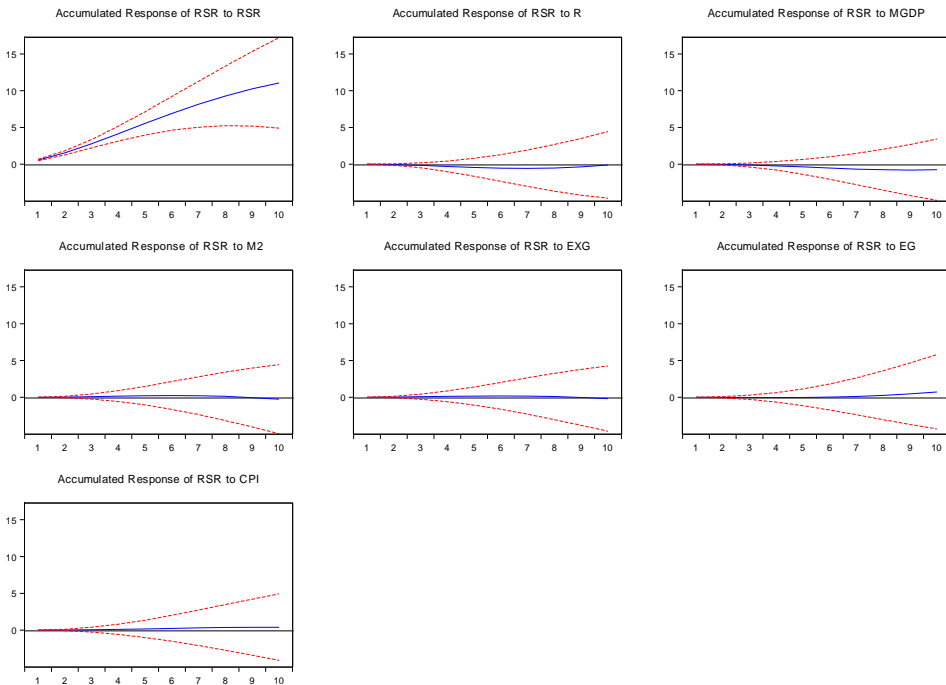 Accumulated Response of RSR to RSR
15
10
5
0
1 2 3 4 5 6 7 8 9 10
Accumulated Response of RSR to R
15
10
5
0
1 2 3 4 5 6 7 8 9 10
Accumulated Response of RSR to MGDP
15
10
5
0
1 2 3 4 5 6 7 8 9 10
Accumulated Response of RSR to M2
15
10
5
0
1 2 3 4 5 6 7 8 9 10
Accumulated Response of RSR to EXG
15
10
5
0
1 2 3 4 5 6 7 8 9 10
Accumulated Response of RSR to EG
15
10
5
0
1 2 3 4 5 6 7 8 9 10
Accumulated Response of RSR to CPI
15
10
5
0
1 2 3 4 5 6 7 8 9 10